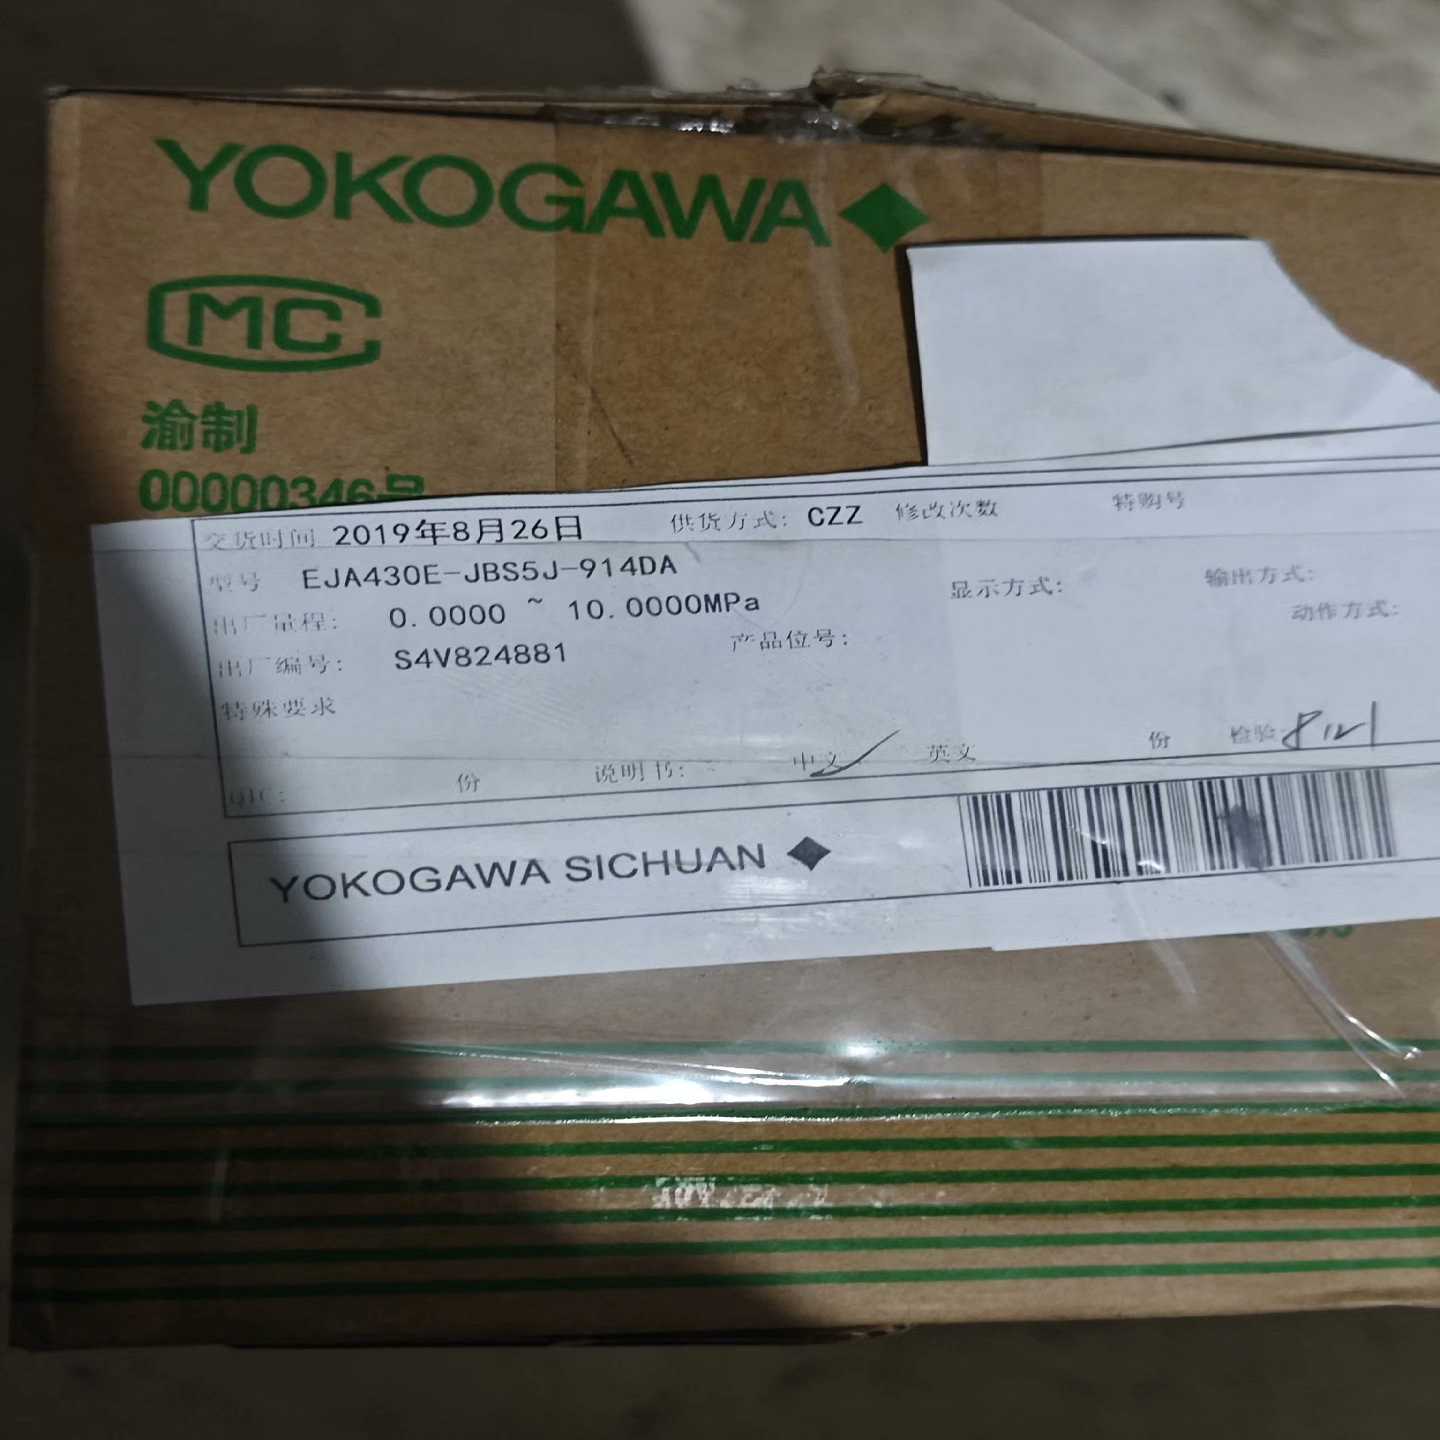 YOKOGAWA
MC
渝制
00000346号
交货时间 2019年8月26日 供货方式: CZZ 修改次数 特购号
型号 EJA430E-JBS5J-914DA 显示方式: 输出方式:
出厂量程: 0.0000 ~ 10.0000MPa 动作方式:
出厂编号: S4V824881 产品位号:
特殊要求
QIC: 份 说明书: 中文 英文 份 检验
YOKOGAWA SICHUAN